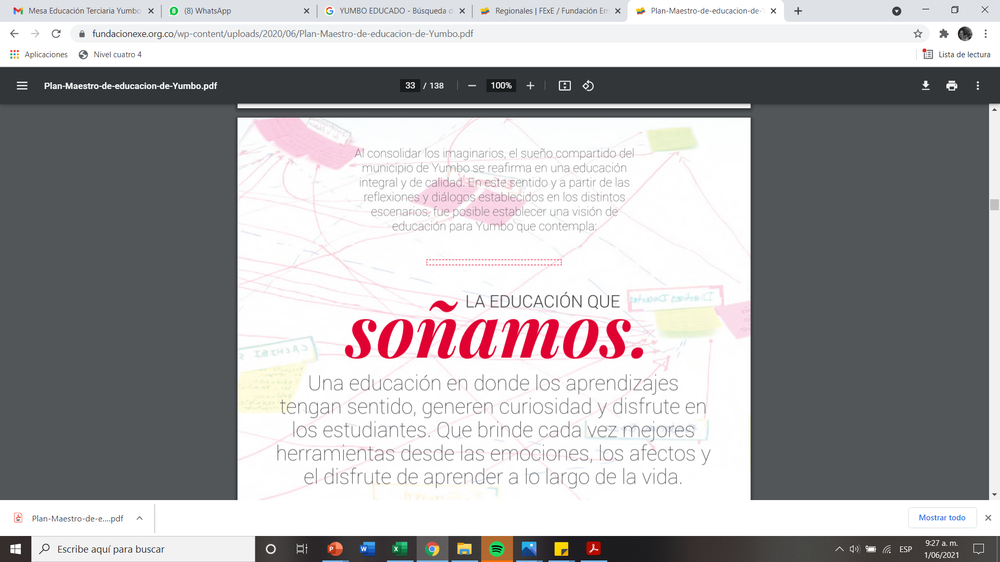 Mesa Educación Terciaria Yumbo
(8) WhatsApp
YUMBO EDUCADO - Búsqueda d
Regionales | FExE / Fundación Em
Plan-Maestro-de-educacion-de-Y
fundacionexe.org.co/wp-content/uploads/2020/06/Plan-Maestro-de-educacion-de-Yumbo.pdf
Aplicaciones
Nivel cuatro 4
Lista de lectura
Plan-Maestro-de-educacion-de-Yumbo.pdf
33 / 138
100%
Al consolidar los imaginarios, el sueño compartido del
municipio de Yumbo se reafirma en una educación
integral y de calidad. En este sentido y a partir de las
reflexiones y diálogos establecidos en los distintos
escenarios, fue posible establecer una visión de
educación para Yumbo que contempla:
LA EDUCACIÓN QUE
soñamos.
Una educación en donde los aprendizajes
tengan sentido, generen curiosidad y disfrute en
los estudiantes. Que brinde cada vez mejores
herramientas desde las emociones, los afectos y
el disfrute de aprender a lo largo de la vida.
Plan-Maestro-de-e....pdf
Mostrar todo
Escribe aquí para buscar
ESP
9:27 a. m.
1/06/2021